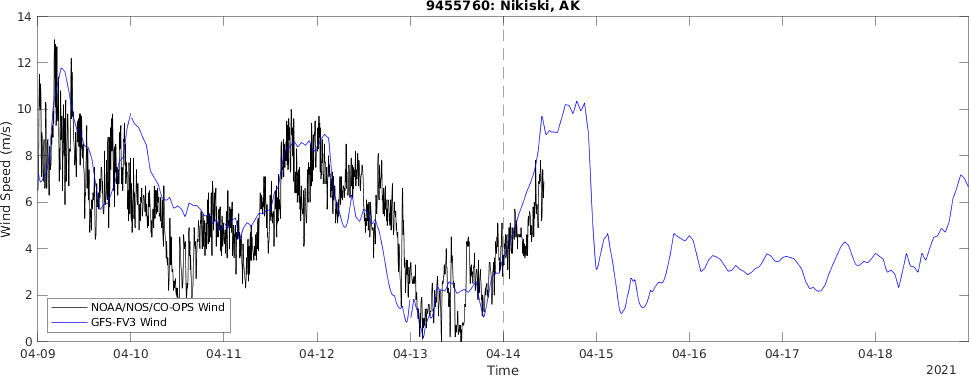 9455760: Nikiski, AK
14
12
10
8
6
4
2
0
Wind Speed (m/s)
NOAA/NOS/CO-OPS Wind
GFS-FV3 Wind
04-09 04-10 04-11 04-12 04-13 04-14 04-15 04-16 04-17 04-18
Time
2021